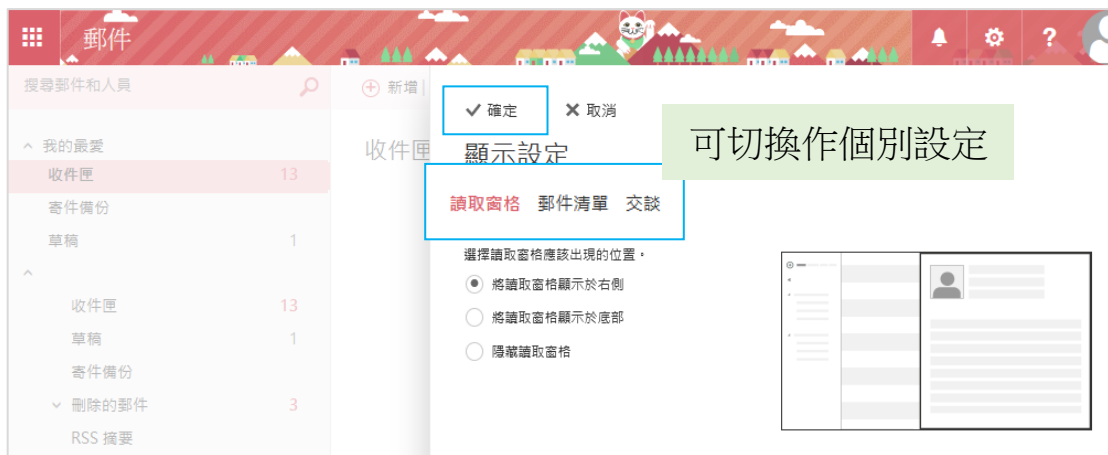 郵件
?
搜尋郵件和人員
新增|
確定
取消
可切換作個別設定
我的最愛
收件匣
顯示設定
收件匣 13
寄件備份
讀取窗格 郵件清單 交談
草稿 1
選擇讀取窗格應該出現的位置。
將讀取窗格顯示於右側
收件匣 13
將讀取窗格顯示於底部
草稿 1
隱藏讀取窗格
寄件備份
刪除的郵件 3
RSS 摘要